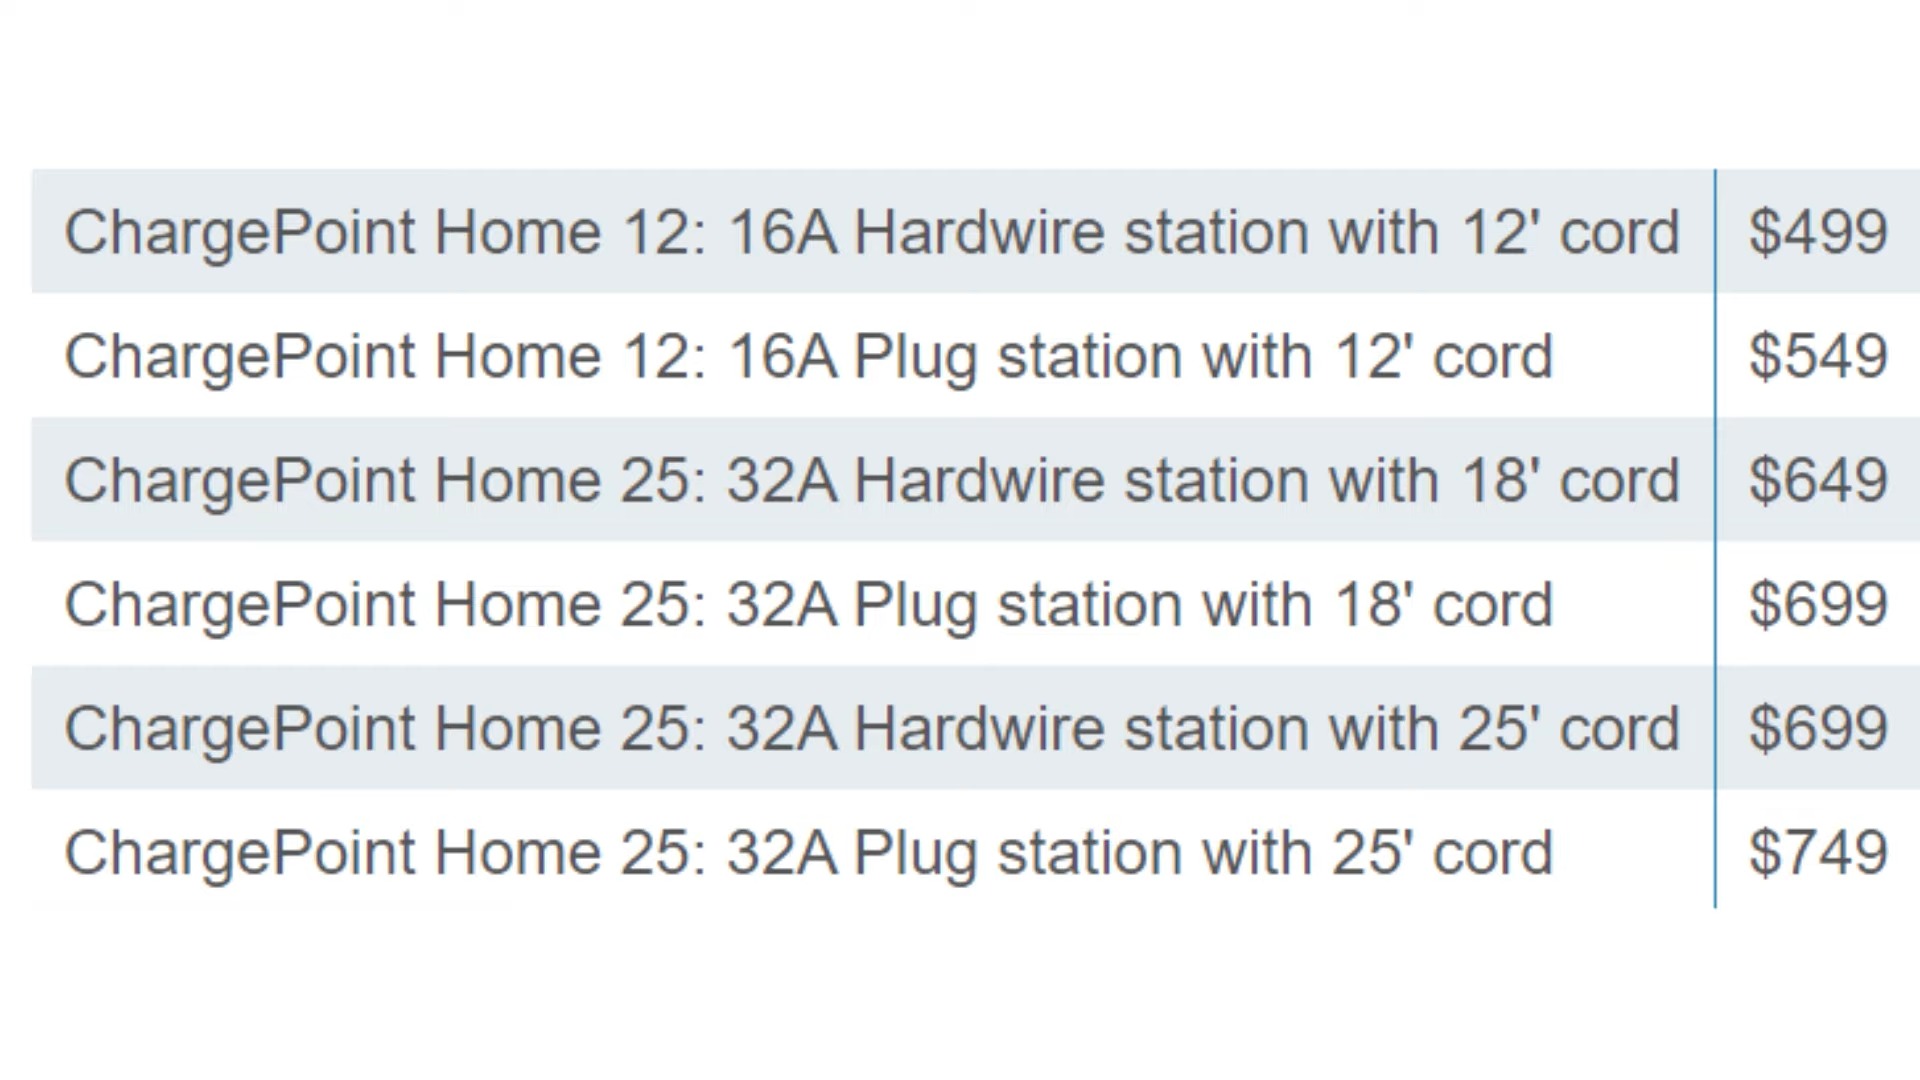 ChargePoint Home 12: 16A Hardwire station with 12' cord $499
ChargePoint Home 12: 16A Plug station with 12' cord $549
ChargePoint Home 25: 32A Hardwire station with 18' cord $649
ChargePoint Home 25: 32A Plug station with 18' cord $699
ChargePoint Home 25: 32A Hardwire station with 25' cord $699
ChargePoint Home 25: 32A Plug station with 25' cord $749